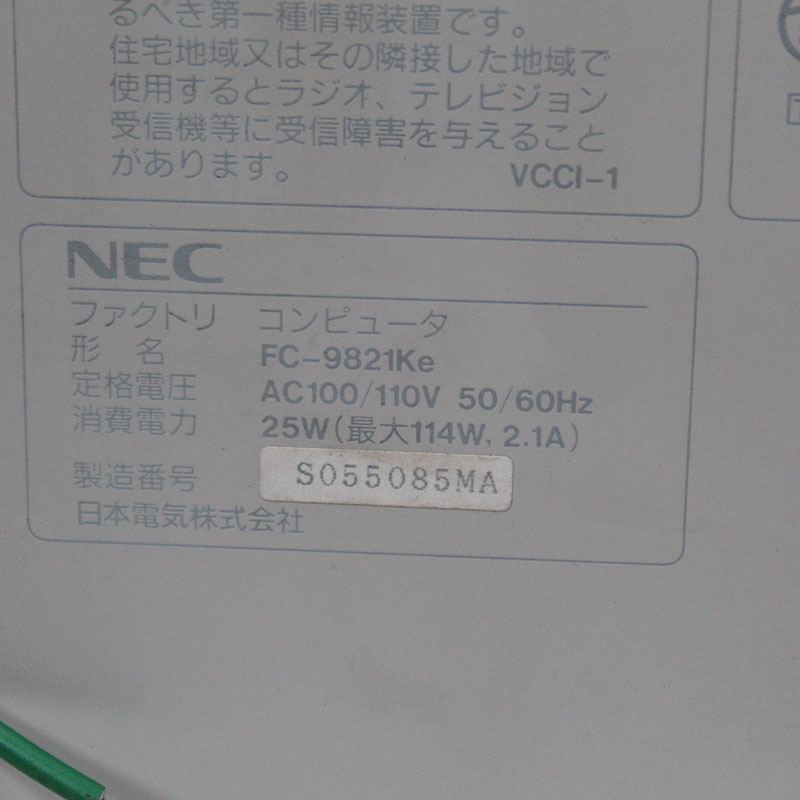 るべき第一種情報装置です。
住宅地域又はその隣接した地域で
使用するとラジオ、テレビジョン
受信機等に受信障害を与えること
があります。
VCCI-1
NEC
ファクトリ コンピュータ
形 名 FC-9821Ke
定格電圧 AC100/110V 50/60Hz
消費電力 25W(最大114W, 2.1A)
製造番号 S055085MA
日本電気株式会社